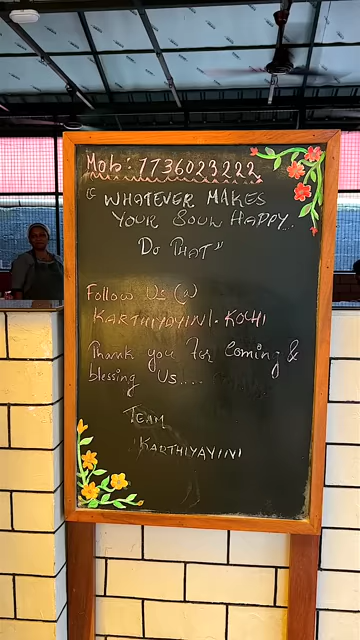 Mob: 7736029222
"WHATEVER MAKES
YOUR SOUL HAPPY..
DO THAT"
Follow Us @
KARTHIYAYINI.KOCHI
Thank you For Coming &
blessing Us....
TEAM
KARTHIYAYINI